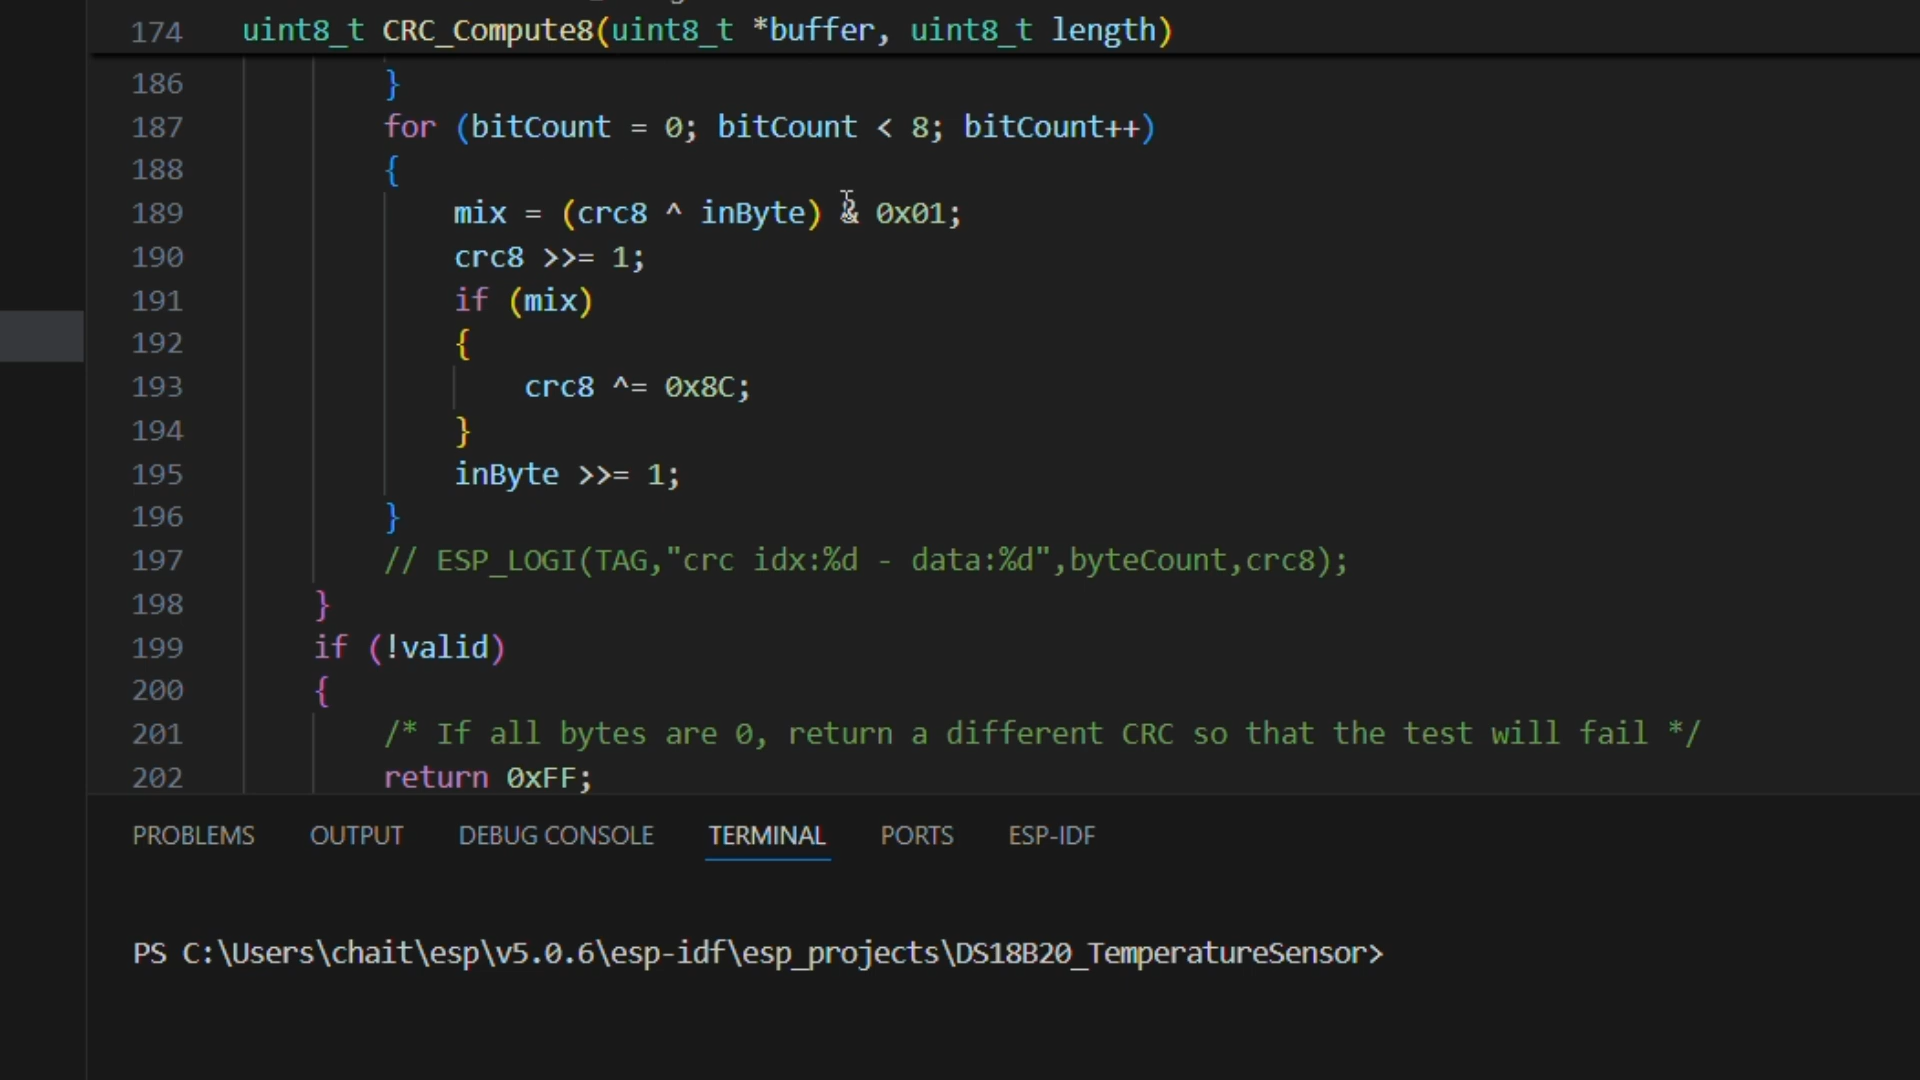 174 uint8_t CRC_Compute8(uint8_t *buffer, uint8_t length)
186 }
187 for (bitCount = 0; bitCount < 8; bitCount++)
188 {
189 mix = (crc8 ^ inByte) & 0x01;
190 crc8 >>= 1;
191 if (mix)
192 {
193 crc8 ^= 0x8C;
194 }
195 inByte >>= 1;
196 }
197 // ESP_LOGI(TAG,"crc idx:%d - data:%d",byteCount,crc8);
198 }
199 if (!valid)
200 {
201 /* If all bytes are 0, return a different CRC so that the test will fail */
202 return 0xFF;
PROBLEMS OUTPUT DEBUG CONSOLE TERMINAL PORTS ESP-IDF
PS C:\Users\chait\esp\v5.0.6\esp-idf\esp_projects\DS18B20_TemperatureSensor>